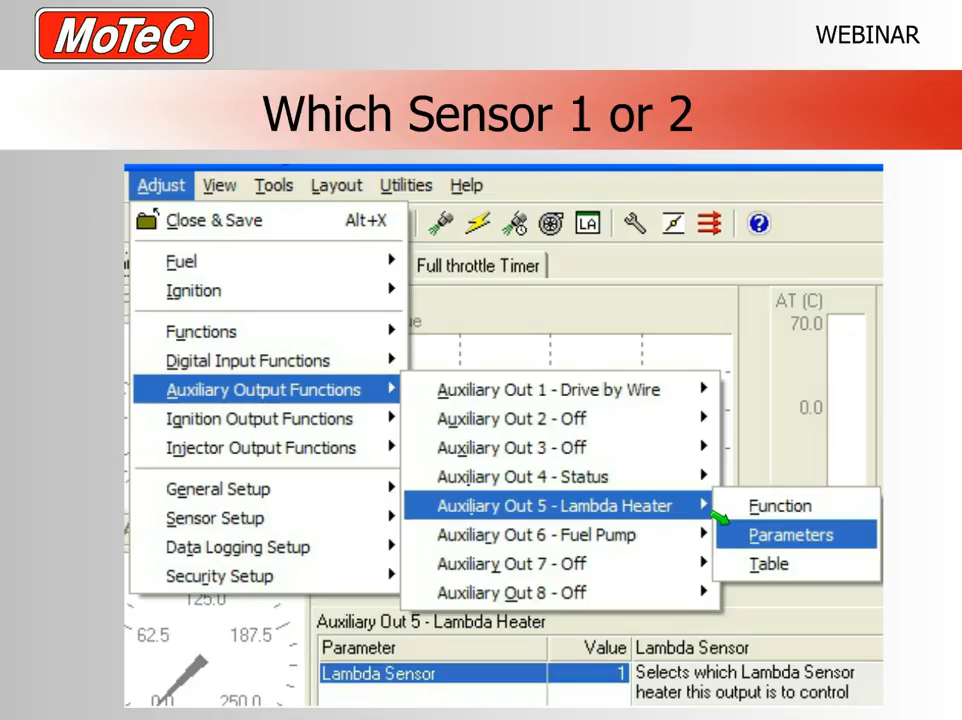 MoTeC
WEBINAR
Which Sensor 1 or 2
Adjust View Tools Layout Utilities Help
Close & Save Alt+X
LA
Fuel
Full throttle Timer
Ignition
AT (C)
70.0
Functions
Digital Input Functions
Auxiliary Output Functions
Ignition Output Functions
Injector Output Functions
General Setup
Sensor Setup
Data Logging Setup
Security Setup
Auxiliary Out 1 - Drive by Wire
Auxiliary Out 2 - Off
Auxiliary Out 3 - Off
Auxiliary Out 4 - Status
Auxiliary Out 5 - Lambda Heater
Auxiliary Out 6 - Fuel Pump
Auxiliary Out 7 - Off
Auxiliary Out 8 - Off
0.0
Function
Parameters
Table
125.0
62.5 187.5
0.0 250.0
Auxiliary Out 5 - Lambda Heater
Parameter Value Lambda Sensor
Lambda Sensor 1 Selects which Lambda Sensor
heater this output is to control